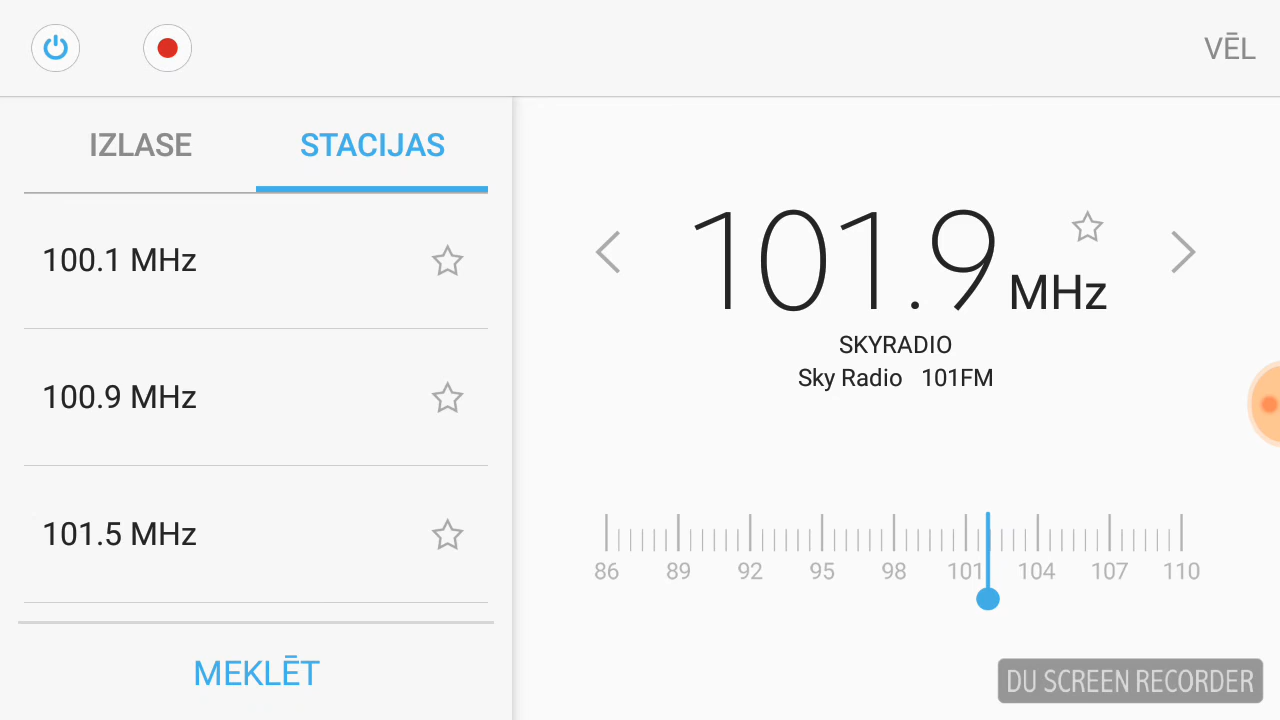 VĒL
IZLASE
STACIJAS
100.1 MHz
100.9 MHz
101.5 MHz
MEKLĒT
101.9 MHz
SKYRADIO
Sky Radio 101FM
86 89 92 95 98 101 104 107 110
DU SCREEN RECORDER